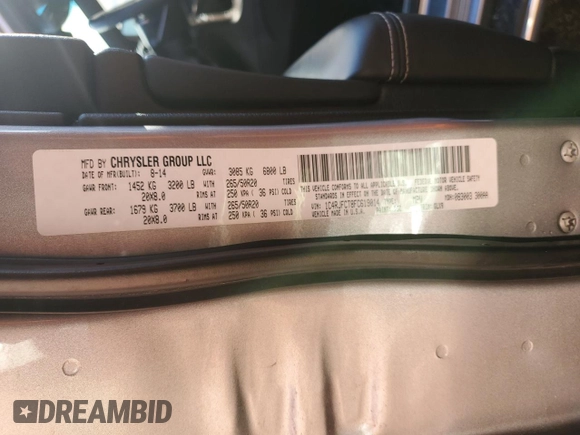 MFD BY CHRYSLER GROUP LLC
DATE OF MFR(BUILT): 8-14 GVWR: 3085 KG 6800 LB
GAWR FRONT: 1452 KG 3200 LB WITH 265/50R20 TIRES
20X8.0 RIMS AT 250 KPA ( 36 PSI) COLD
GAWR REAR: 1679 KG 3700 LB WITH 265/50R20 TIRES
20X8.0 RIMS AT 250 KPA ( 36 PSI) COLD
THIS VEHICLE CONFORMS TO ALL APPLICABLE MOTOR VEHICLE SAFETY
STANDARDS IN EFFECT ON THE DATE OF MANUFACTURE SHOWN ABOVE.
VIN: MDH:
MADE IN U.S.A.
DREAMBID